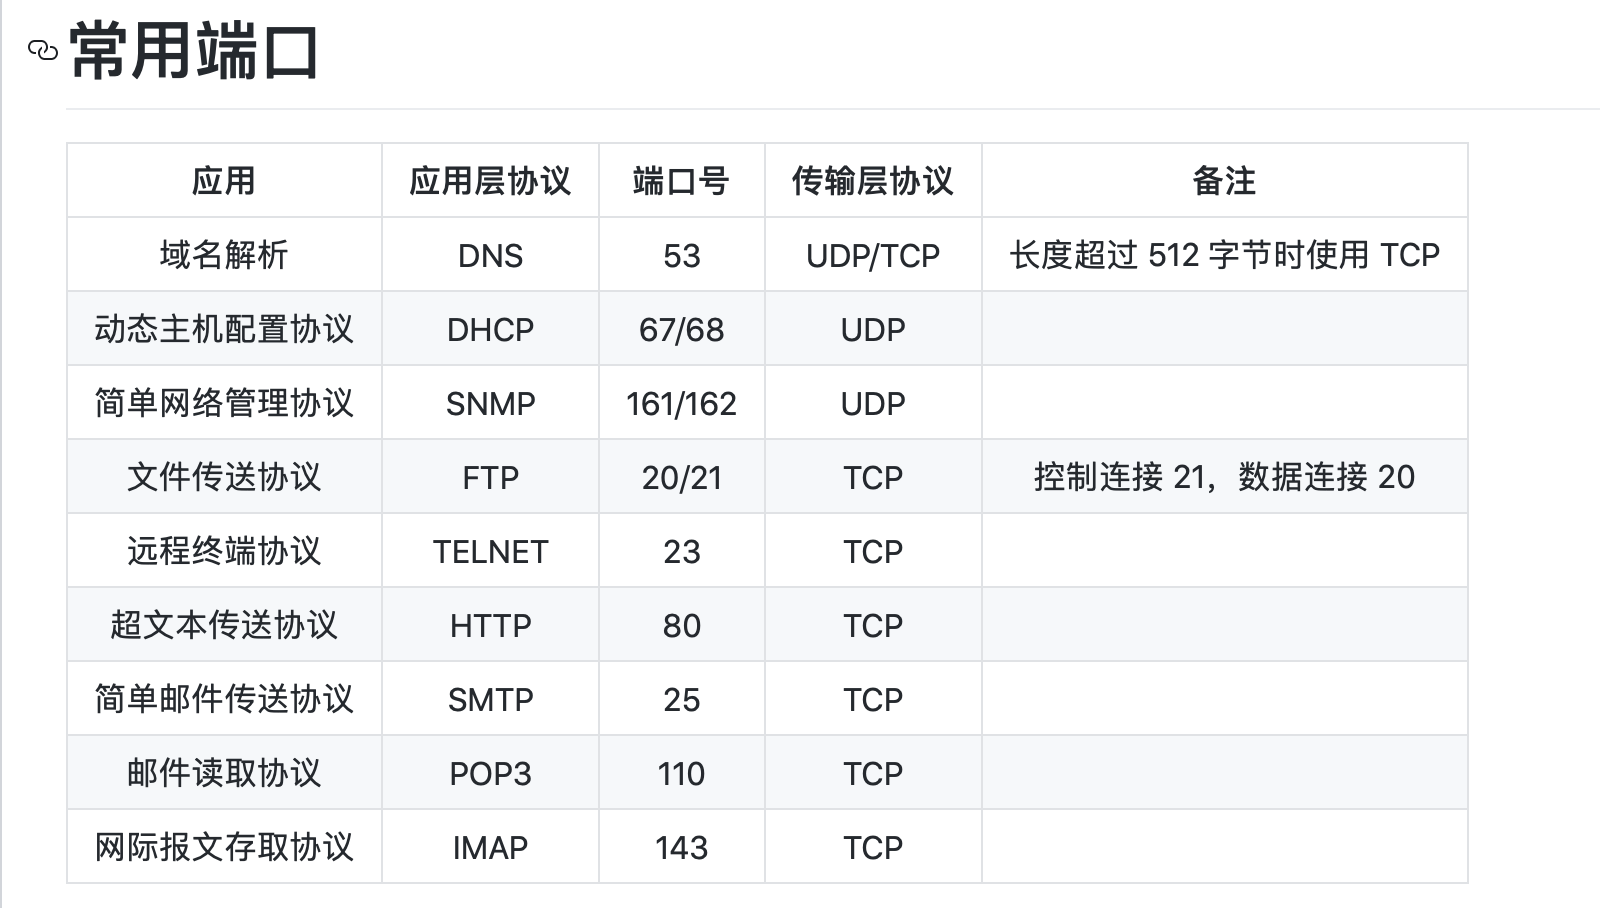 常用端口
应用 应用层协议 端口号 传输层协议 备注
域名解析 DNS 53 UDP/TCP 长度超过 512 字节时使用 TCP
动态主机配置协议 DHCP 67/68 UDP
简单网络管理协议 SNMP 161/162 UDP
文件传送协议 FTP 20/21 TCP 控制连接 21，数据连接 20
远程终端协议 TELNET 23 TCP
超文本传送协议 HTTP 80 TCP
简单邮件传送协议 SMTP 25 TCP
邮件读取协议 POP3 110 TCP
网际报文存取协议 IMAP 143 TCP